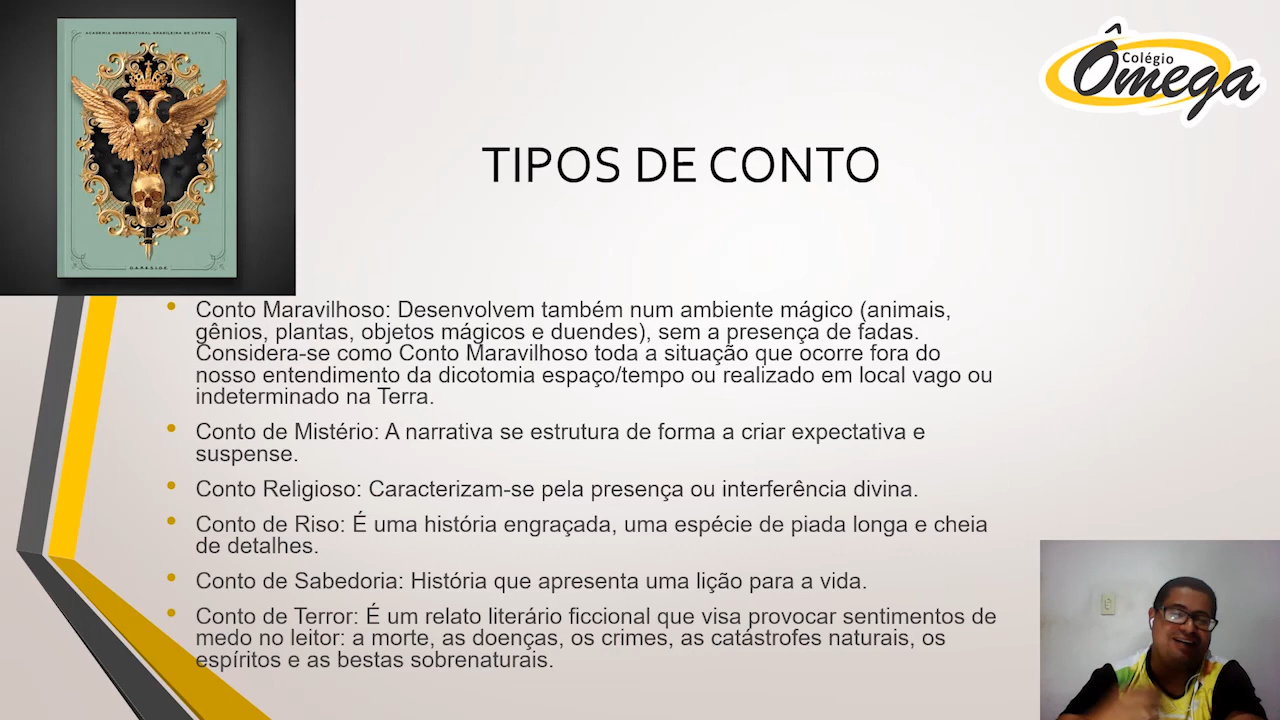 ACADEMIA SOBRENATURAL BRASILEIRA DE LETRAS
DARKSIDE
Colégio
Ômega
TIPOS DE CONTO
• Conto Maravilhoso: Desenvolvem também num ambiente mágico (animais,
gênios, plantas, objetos mágicos e duendes), sem a presença de fadas.
Considera-se como Conto Maravilhoso toda a situação que ocorre fora do
nosso entendimento da dicotomia espaço/tempo ou realizado em local vago ou
indeterminado na Terra.
• Conto de Mistério: A narrativa se estrutura de forma a criar expectativa e
suspense.
• Conto Religioso: Caracterizam-se pela presença ou interferência divina.
• Conto de Riso: É uma história engraçada, uma espécie de piada longa e cheia
de detalhes.
• Conto de Sabedoria: História que apresenta uma lição para a vida.
• Conto de Terror: É um relato literário ficcional que visa provocar sentimentos de
medo no leitor: a morte, as doenças, os crimes, as catástrofes naturais, os
espíritos e as bestas sobrenaturais.